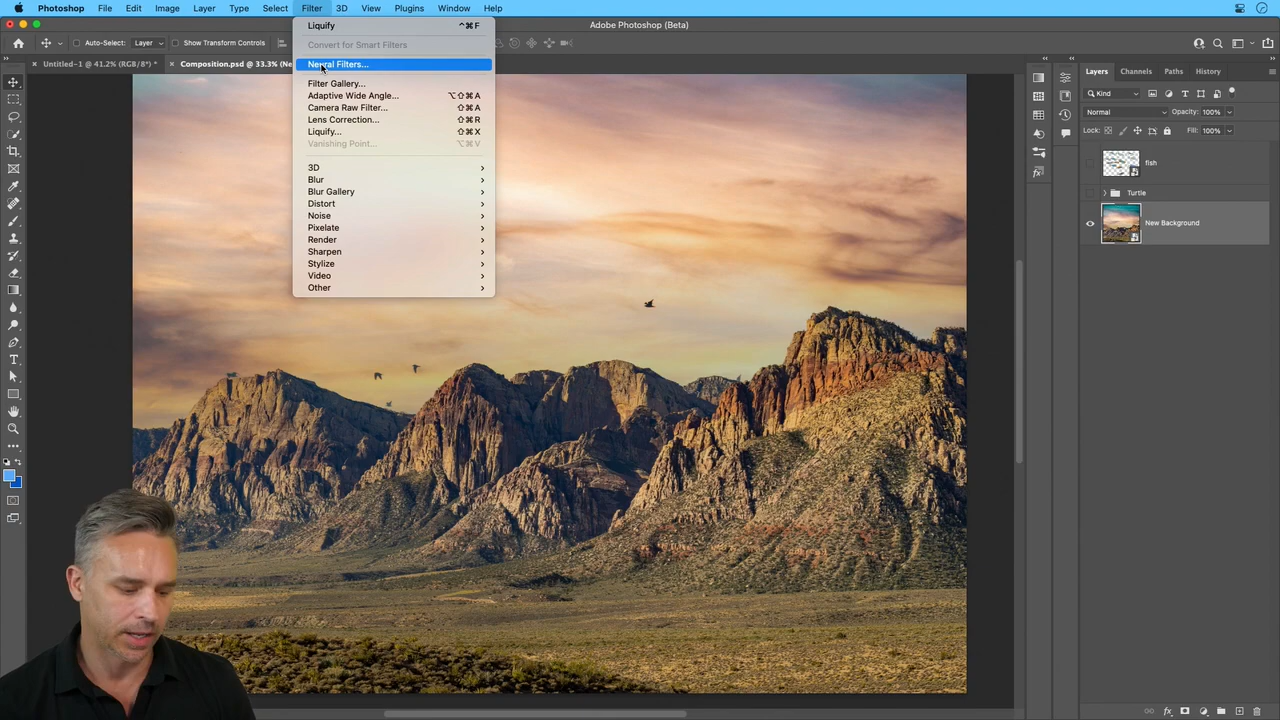 Photoshop File Edit Image Layer Type Select Filter 3D View Plugins Window Help
Adobe Photoshop (Beta)
Auto-Select: Layer Show Transform Controls
Untitled-1 @ 41.2% (RGB/8*) * Composition.psd @ 33.3% (Ne
Liquify ^⌘F
Convert for Smart Filters
Neural Filters...
Filter Gallery...
Adaptive Wide Angle... ⌥⇧⌘A
Camera Raw Filter... ⇧⌘A
Lens Correction... ⇧⌘R
Liquify... ⇧⌘X
Vanishing Point... ⌥⌘V
3D
Blur
Blur Gallery
Distort
Noise
Pixelate
Render
Sharpen
Stylize
Video
Other
Layers Channels Paths History
Kind
Normal Opacity: 100%
Lock: Fill: 100%
fish
Turtle
New Background